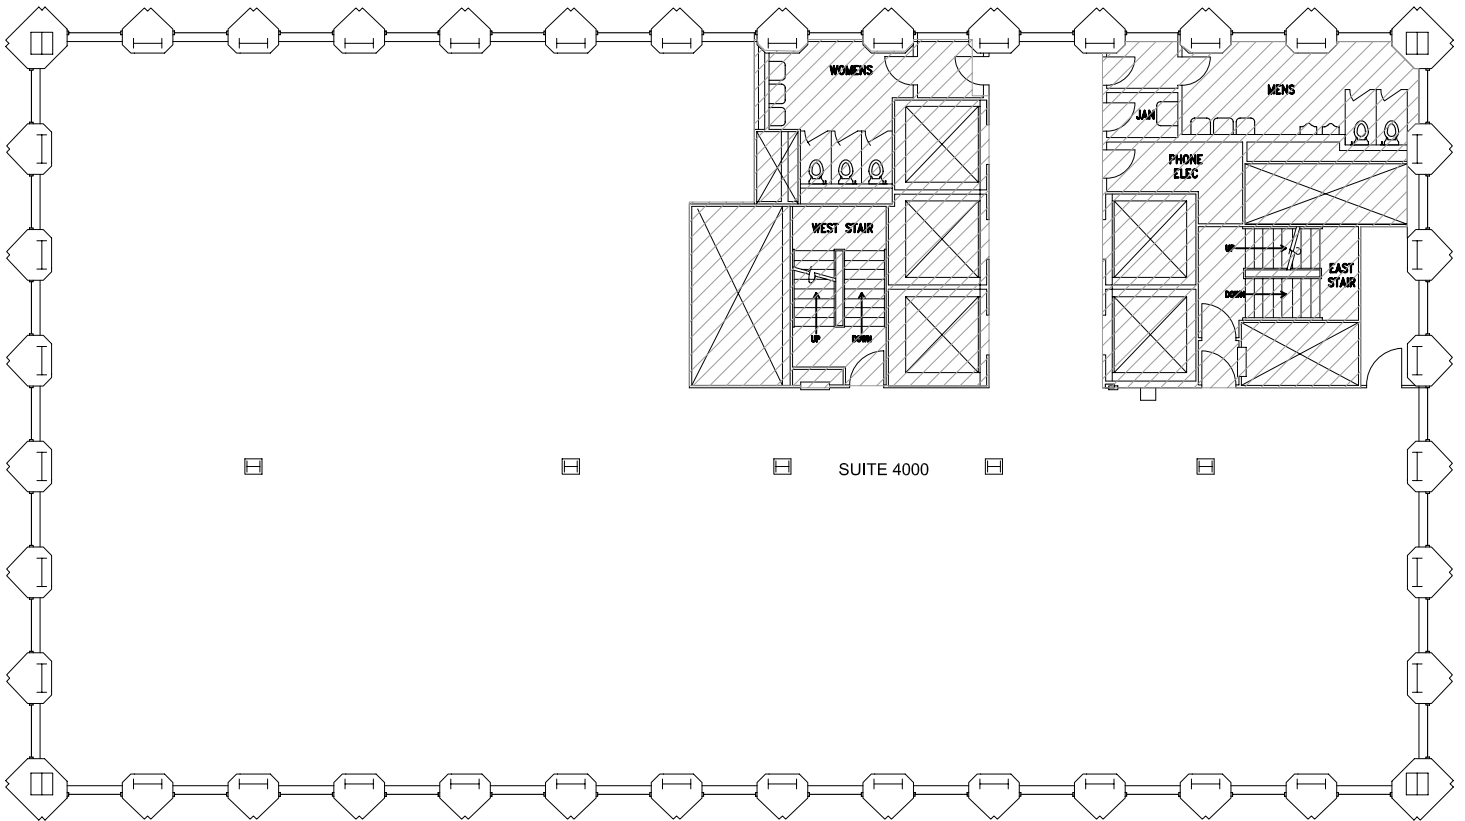 WOMENS
MENS
JAN
PHONE
ELEC
WEST STAIR
UP
EAST
STAIR
DOWN
UP
DOWN
SUITE 4000